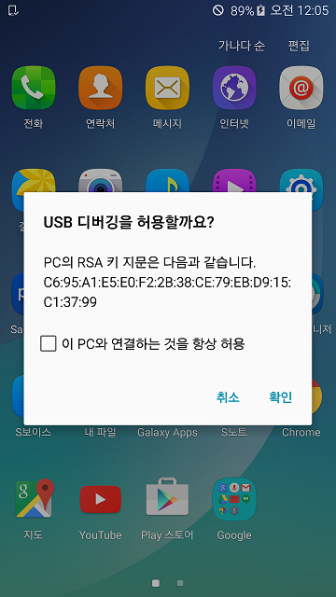 89% 오전 12:05
가나다 순 편집
전화 연락처 메시지 인터넷 이메일
USB 디버깅을 허용할까요?
PC의 RSA 키 지문은 다음과 같습니다.
C6:95:A1:E5:E0:F2:2B:38:CE:79:EB:D9:15:
C1:37:99
이 PC와 연결하는 것을 항상 허용
취소 확인
S보이스 내 파일 Galaxy Apps S노트 Chrome
지도 YouTube Play 스토어 Google